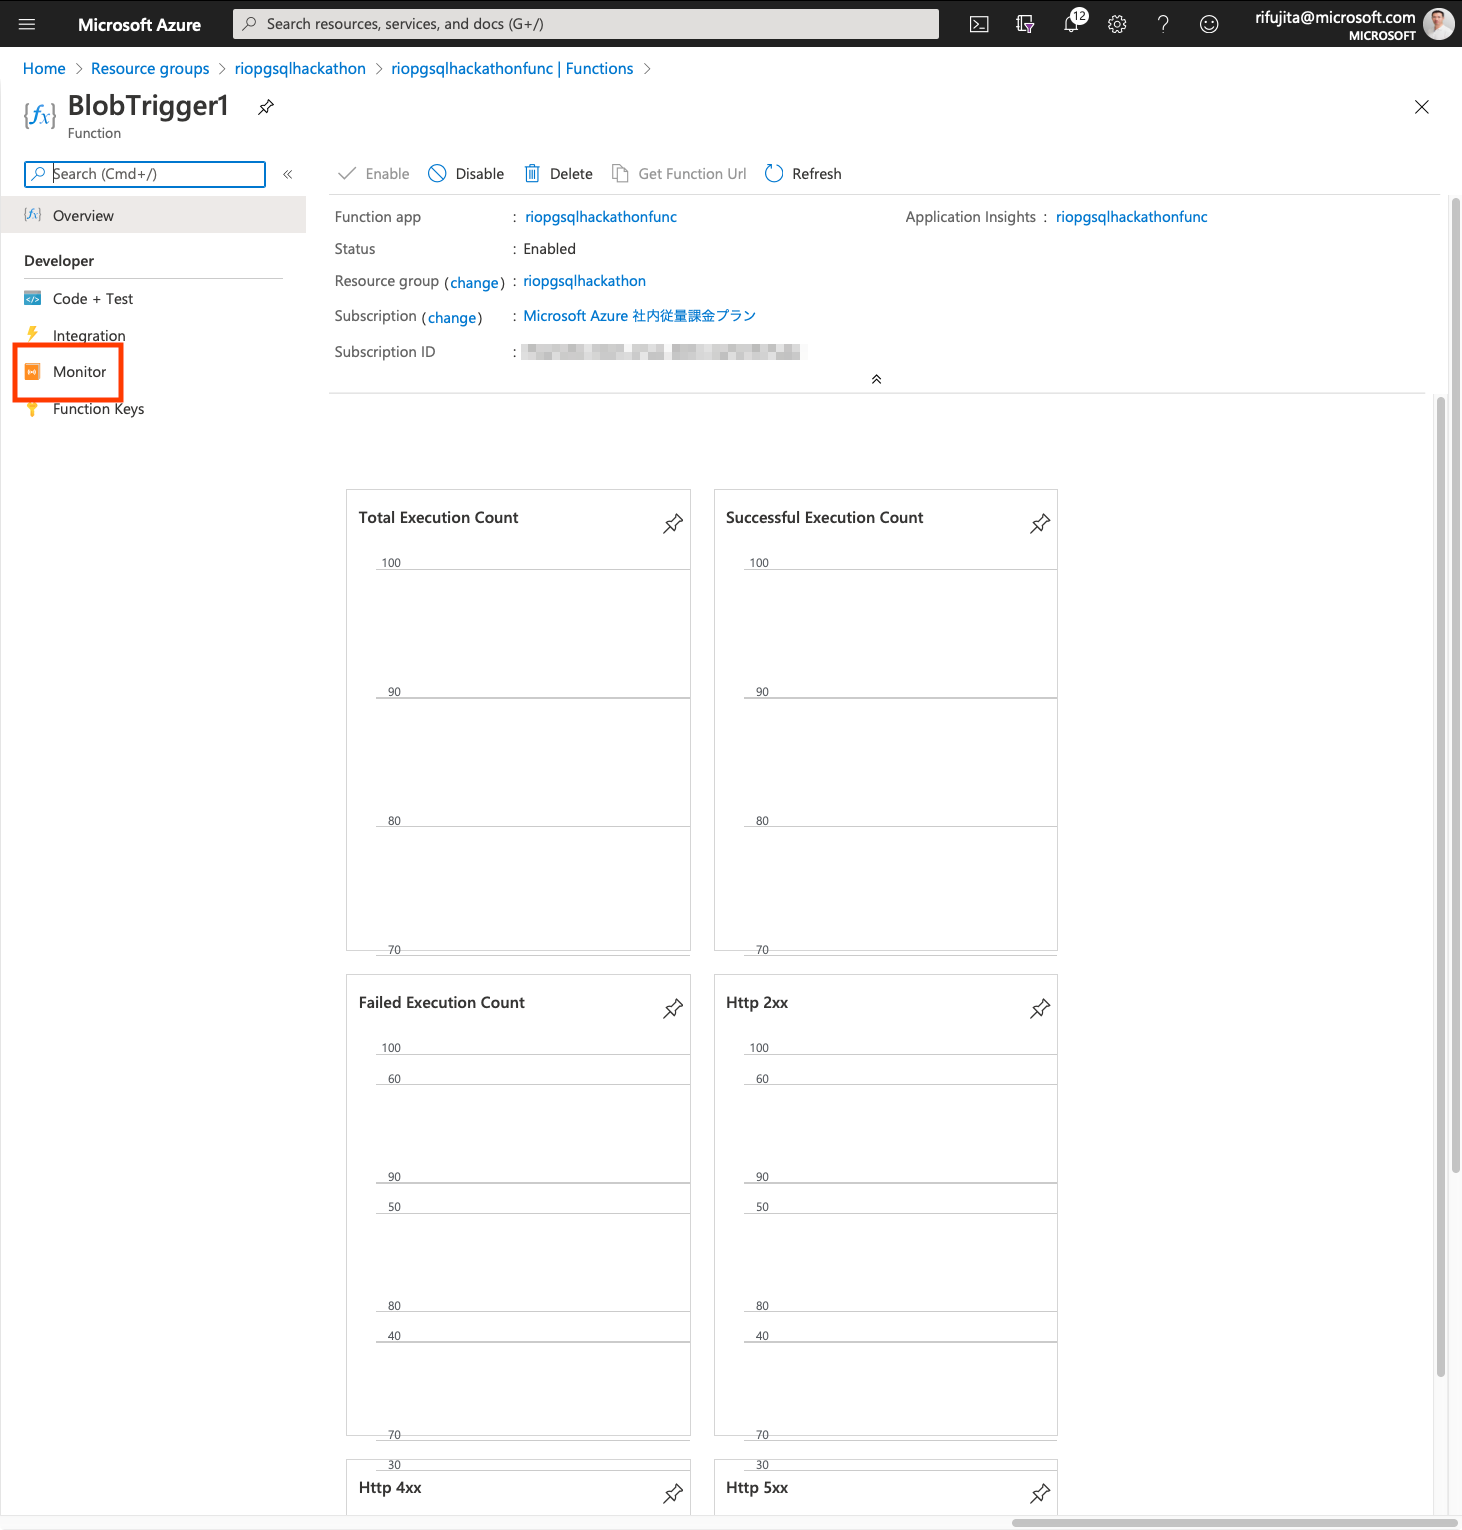 Microsoft Azure
Search resources, services, and docs (G+/)
12
rifujita@microsoft.com
MICROSOFT
Home > Resource groups > riopgsqlhackathon > riopgsqlhackathonfunc | Functions >
{fx}
BlobTrigger1
Function
Search (Cmd+/)
«
Enable
Disable
Delete
Get Function Url
Refresh
{fx} Overview
Developer
Code + Test
Integration
Monitor
Function Keys
Function app : riopgsqlhackathonfunc
Application Insights : riopgsqlhackathonfunc
Status : Enabled
Resource group (change) : riopgsqlhackathon
Subscription (change) : Microsoft Azure 社内従量課金プラン
Subscription ID :
Total Execution Count
100
90
80
70
Successful Execution Count
100
90
80
70
Failed Execution Count
100
60
90
50
80
40
70
30
Http 2xx
100
60
90
50
80
40
70
30
Http 4xx
Http 5xx